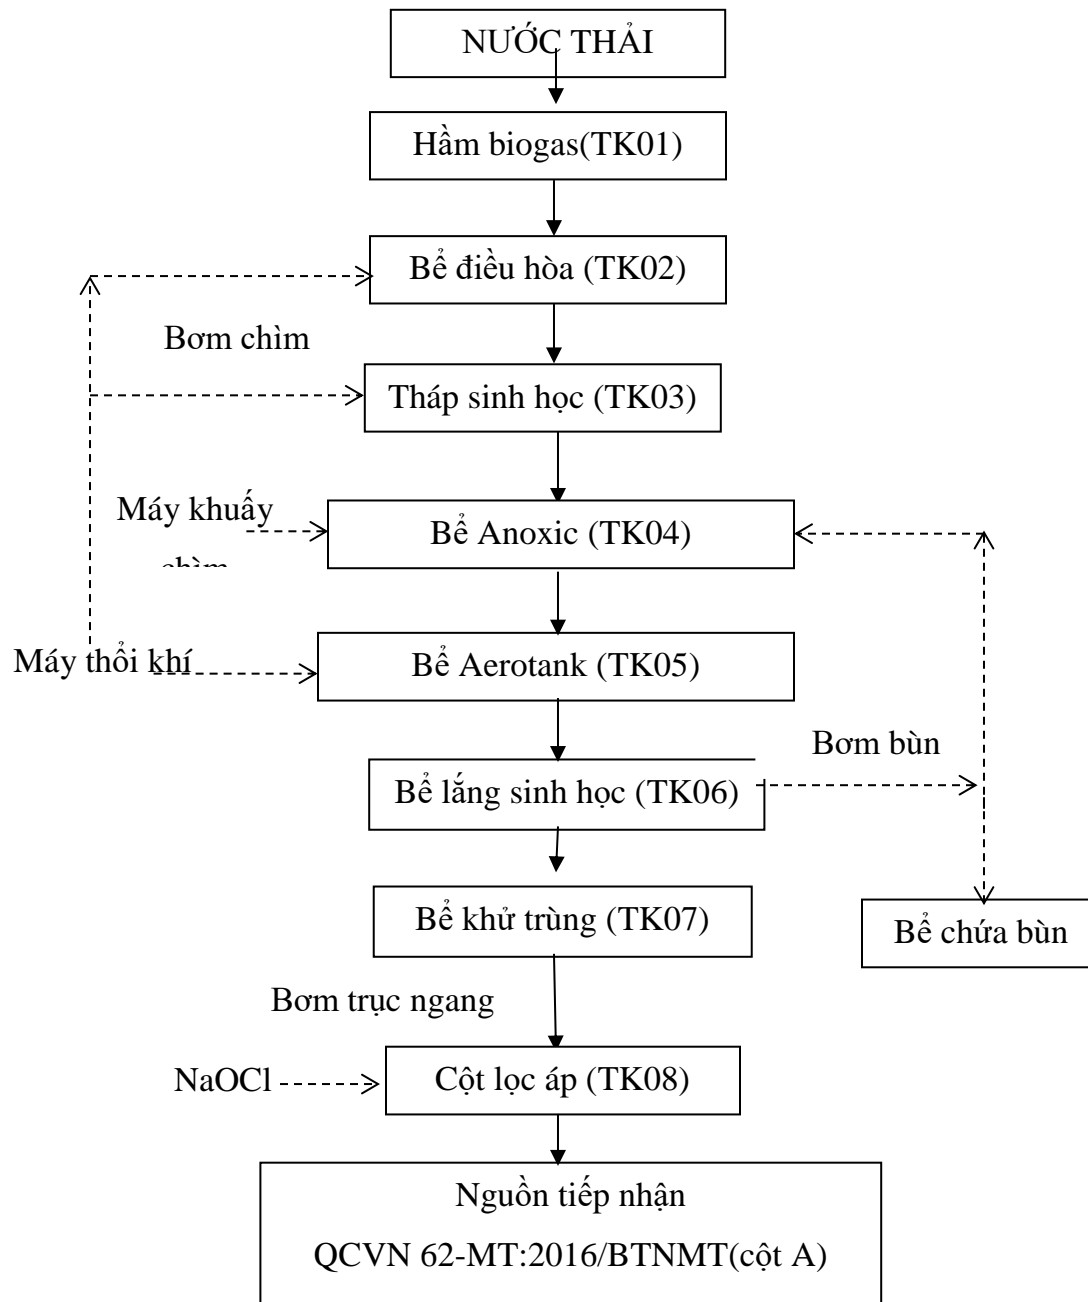 NƯỚC THẢI
Hầm biogas(TK01)
Bể điều hòa (TK02)
Bơm chìm
Tháp sinh học (TK03)
Máy khuấy
chìm
Bể Anoxic (TK04)
Máy thổi khí
Bể Aerotank (TK05)
Bơm bùn
Bể lắng sinh học (TK06)
Bể khử trùng (TK07)
Bể chứa bùn
Bơm trục ngang
NaOCl
Cột lọc áp (TK08)
Nguồn tiếp nhận
QCVN 62-MT:2016/BTNMT(cột A)